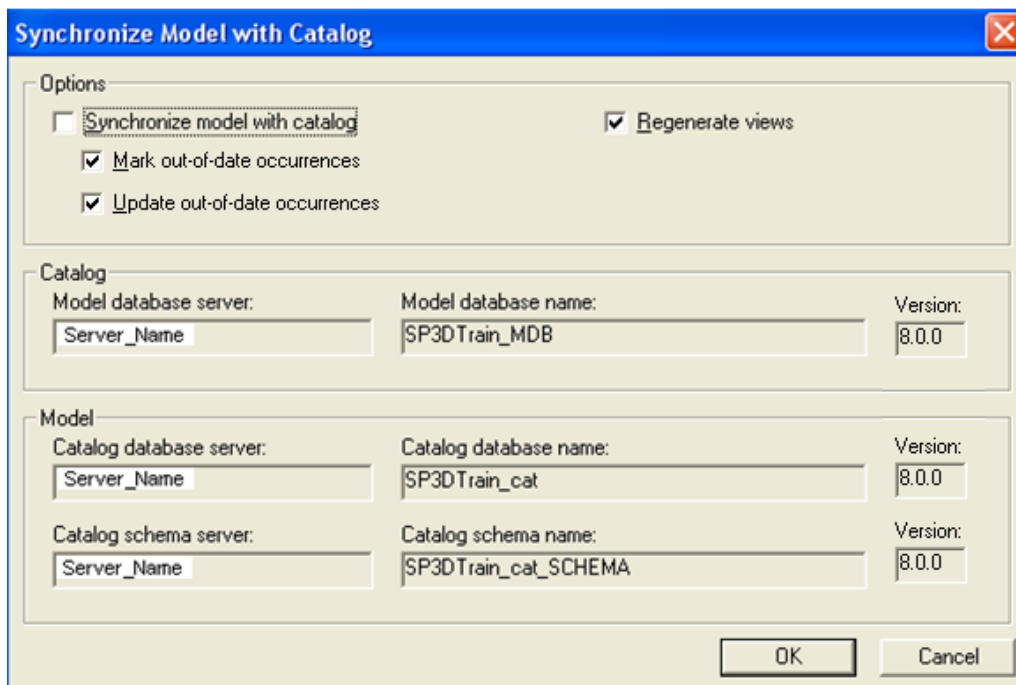 Synchronize Model with Catalog
Options
Synchronize model with catalog
Regenerate views
Mark out-of-date occurrences
Update out-of-date occurrences
Catalog
Model database server:
Model database name:
Version:
Server_Name
SP3DTrain_MDB
8.0.0
Model
Catalog database server:
Catalog database name:
Version:
Server_Name
SP3DTrain_cat
8.0.0
Catalog schema server:
Catalog schema name:
Version:
Server_Name
SP3DTrain_cat_SCHEMA
8.0.0
OK
Cancel